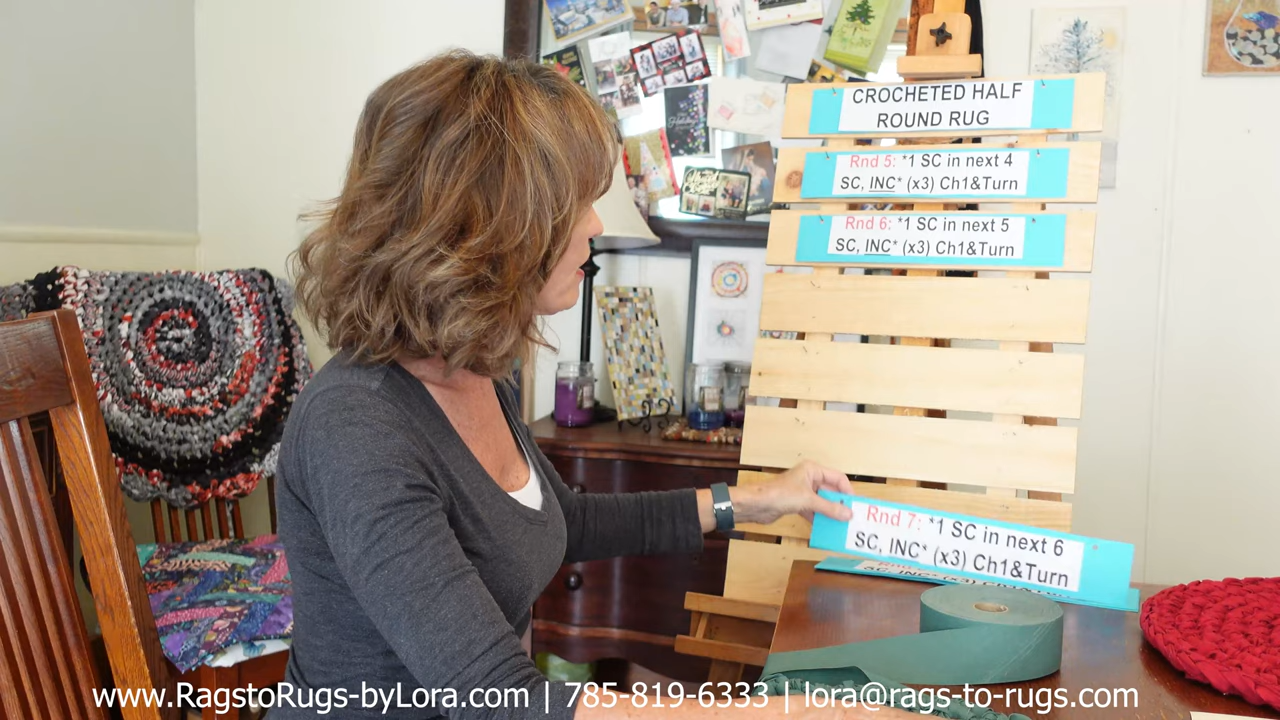 CROCHETED HALF
ROUND RUG
Rnd 5: *1 SC in next 4
SC, INC* (x3) Ch1&Turn
Rnd 6: *1 SC in next 5
SC, INC* (x3) Ch1&Turn
Rnd 7: *1 SC in next 6
SC, INC* (x3) Ch1&Turn
www.RagstoRugs-byLora.com | 785-819-6333 | lora@rags-to-rugs.com